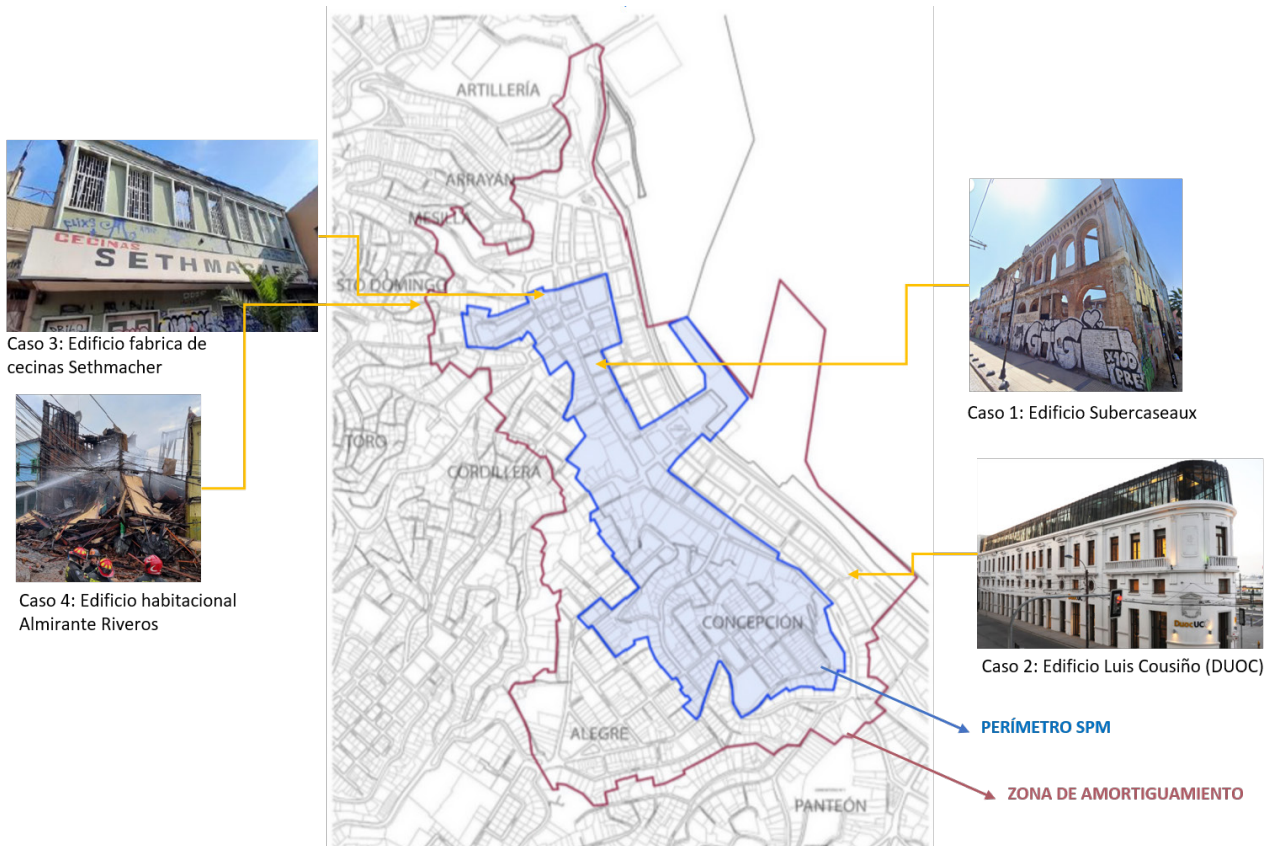 ARTILLERÍA
ARRAYÁN
MESILLA
STO DOMINGO
TORO
CORDILLERA
CONCEPCIÓN
ALEGRE
PANTEÓN
CECINAS
SETHMACHER
Caso 3: Edificio fabrica de
cecinas Sethmacher
Caso 4: Edificio habitacional
Almirante Riveros
Caso 1: Edificio Subercaseaux
DuocUC
Caso 2: Edificio Luis Cousiño (DUOC)
PERÍMETRO SPM
ZONA DE AMORTIGUAMIENTO